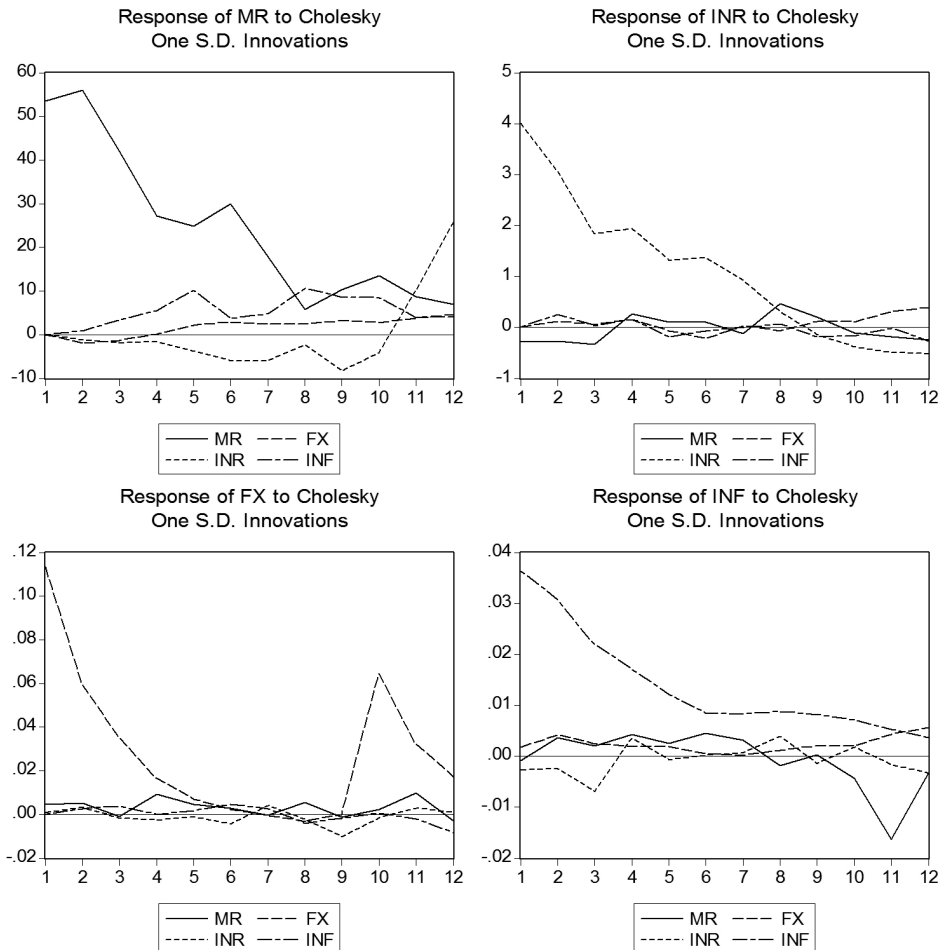 Response of MR to Cholesky
One S.D. Innovations
60
50
40
30
20
10
0
-10
1 2 3 4 5 6 7 8 9 10 11 12
MR FX
INR INF
Response of INR to Cholesky
One S.D. Innovations
5
4
3
2
1
0
-1
1 2 3 4 5 6 7 8 9 10 11 12
MR FX
INR INF
Response of FX to Cholesky
One S.D. Innovations
.12
.10
.08
.06
.04
.02
.00
-.02
1 2 3 4 5 6 7 8 9 10 11 12
MR FX
INR INF
Response of INF to Cholesky
One S.D. Innovations
.04
.03
.02
.01
.00
-.01
-.02
1 2 3 4 5 6 7 8 9 10 11 12
MR FX
INR INF